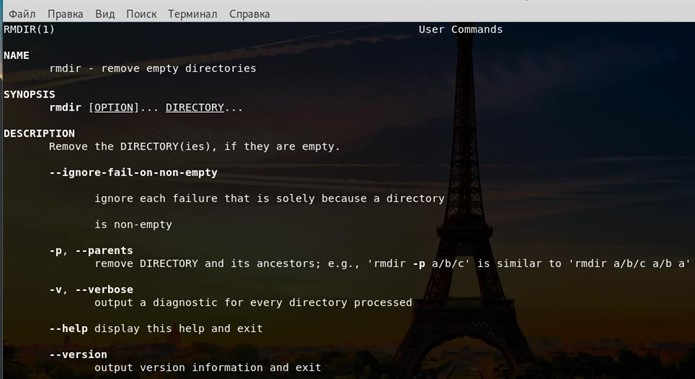 Файл Правка Вид Поиск Терминал Справка
RMDIR(1) User Commands
NAME
rmdir - remove empty directories
SYNOPSIS
rmdir [OPTION]... DIRECTORY...
DESCRIPTION
Remove the DIRECTORY(ies), if they are empty.
--ignore-fail-on-non-empty
ignore each failure that is solely because a directory
is non-empty
-p, --parents
remove DIRECTORY and its ancestors; e.g., 'rmdir -p a/b/c' is similar to 'rmdir a/b/c a/b a'
-v, --verbose
output a diagnostic for every directory processed
--help display this help and exit
--version
output version information and exit